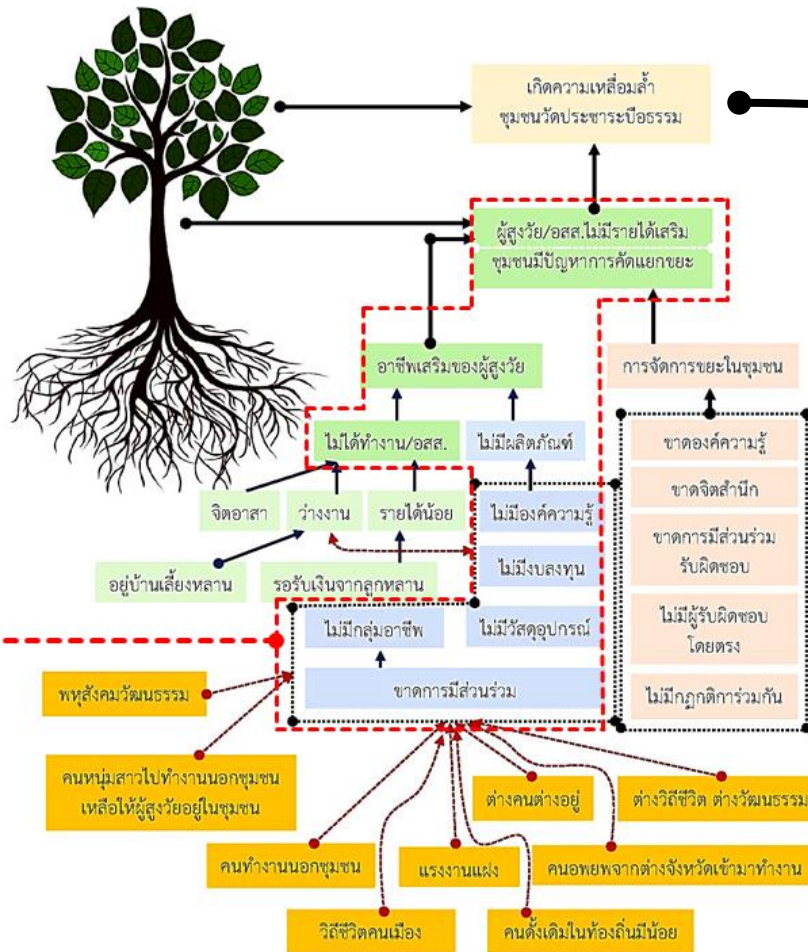 เกิดความเหลื่อมล้ำ
ชุมชนวัดประชาระบือธรรม
ผู้สูงวัย/อสส.ไม่มีรายได้เสริม
ชุมชนมีปัญหาการคัดแยกขยะ
อาชีพเสริมของผู้สูงวัย
การจัดการขยะในชุมชน
ไม่ได้ทำงาน/อสส.
ไม่มีผลิตภัณฑ์
ขาดองค์ความรู้
จิตอาสา
ว่างงาน
รายได้น้อย
ไม่มีองค์ความรู้
ขาดจิตสำนึก
ขาดการมีส่วนร่วม
รับผิดชอบ
อยู่บ้านเลี้ยงหลาน
รอรับเงินจากลูกหลาน
ไม่มีงบลงทุน
ไม่มีกลุ่มอาชีพ
ไม่มีวัสดุอุปกรณ์
ไม่มีผู้รับผิดชอบ
โดยตรง
ขาดการมีส่วนร่วม
ไม่มีกฎกติการ่วมกัน
พหุสังคมวัฒนธรรม
คนหนุ่มสาวไปทำงานนอกชุมชน
เหลือให้ผู้สูงวัยอยู่ในชุมชน
ต่างคนต่างอยู่
ต่างวิถีชีวิต ต่างวัฒนธรรม
คนทำงานนอกชุมชน
แรงงานแฝง
คนอพยพจากต่างจังหวัดเข้ามาทำงาน
วิถีชีวิตคนเมือง
คนดั้งเดิมในท้องถิ่นมีน้อย